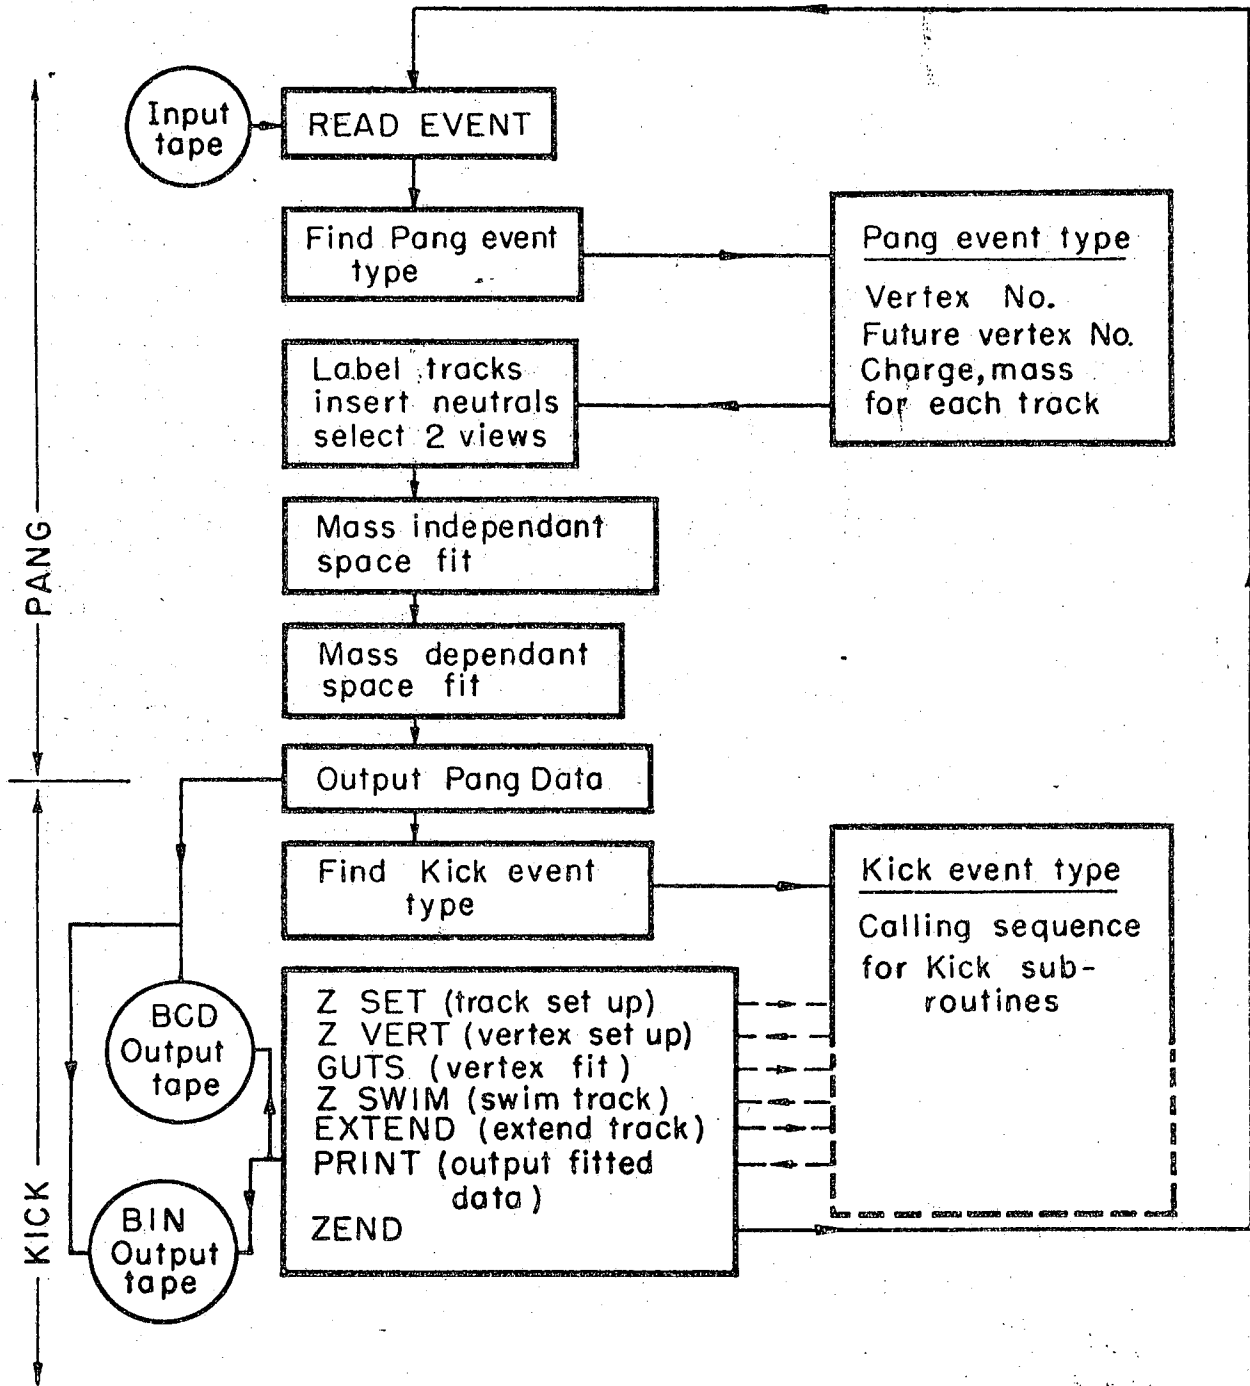 Input
tape
READ EVENT
Find Pang event
type
Pang event type
Vertex No.
Future vertex No.
Charge, mass
for each track
Label tracks
insert neutrals
select 2 views
Mass independant
space fit
PANG
Mass dependant
space fit
Output Pang Data
Find Kick event
type
Kick event type
Calling sequence
for Kick sub-
routines
BCD
Output
tape
Z SET (track set up)
Z VERT (vertex set up)
GUTS (vertex fit)
Z SWIM (swim track)
EXTEND (extend track)
PRINT (output fitted
data)
ZEND
BIN
Output
tape
KICK